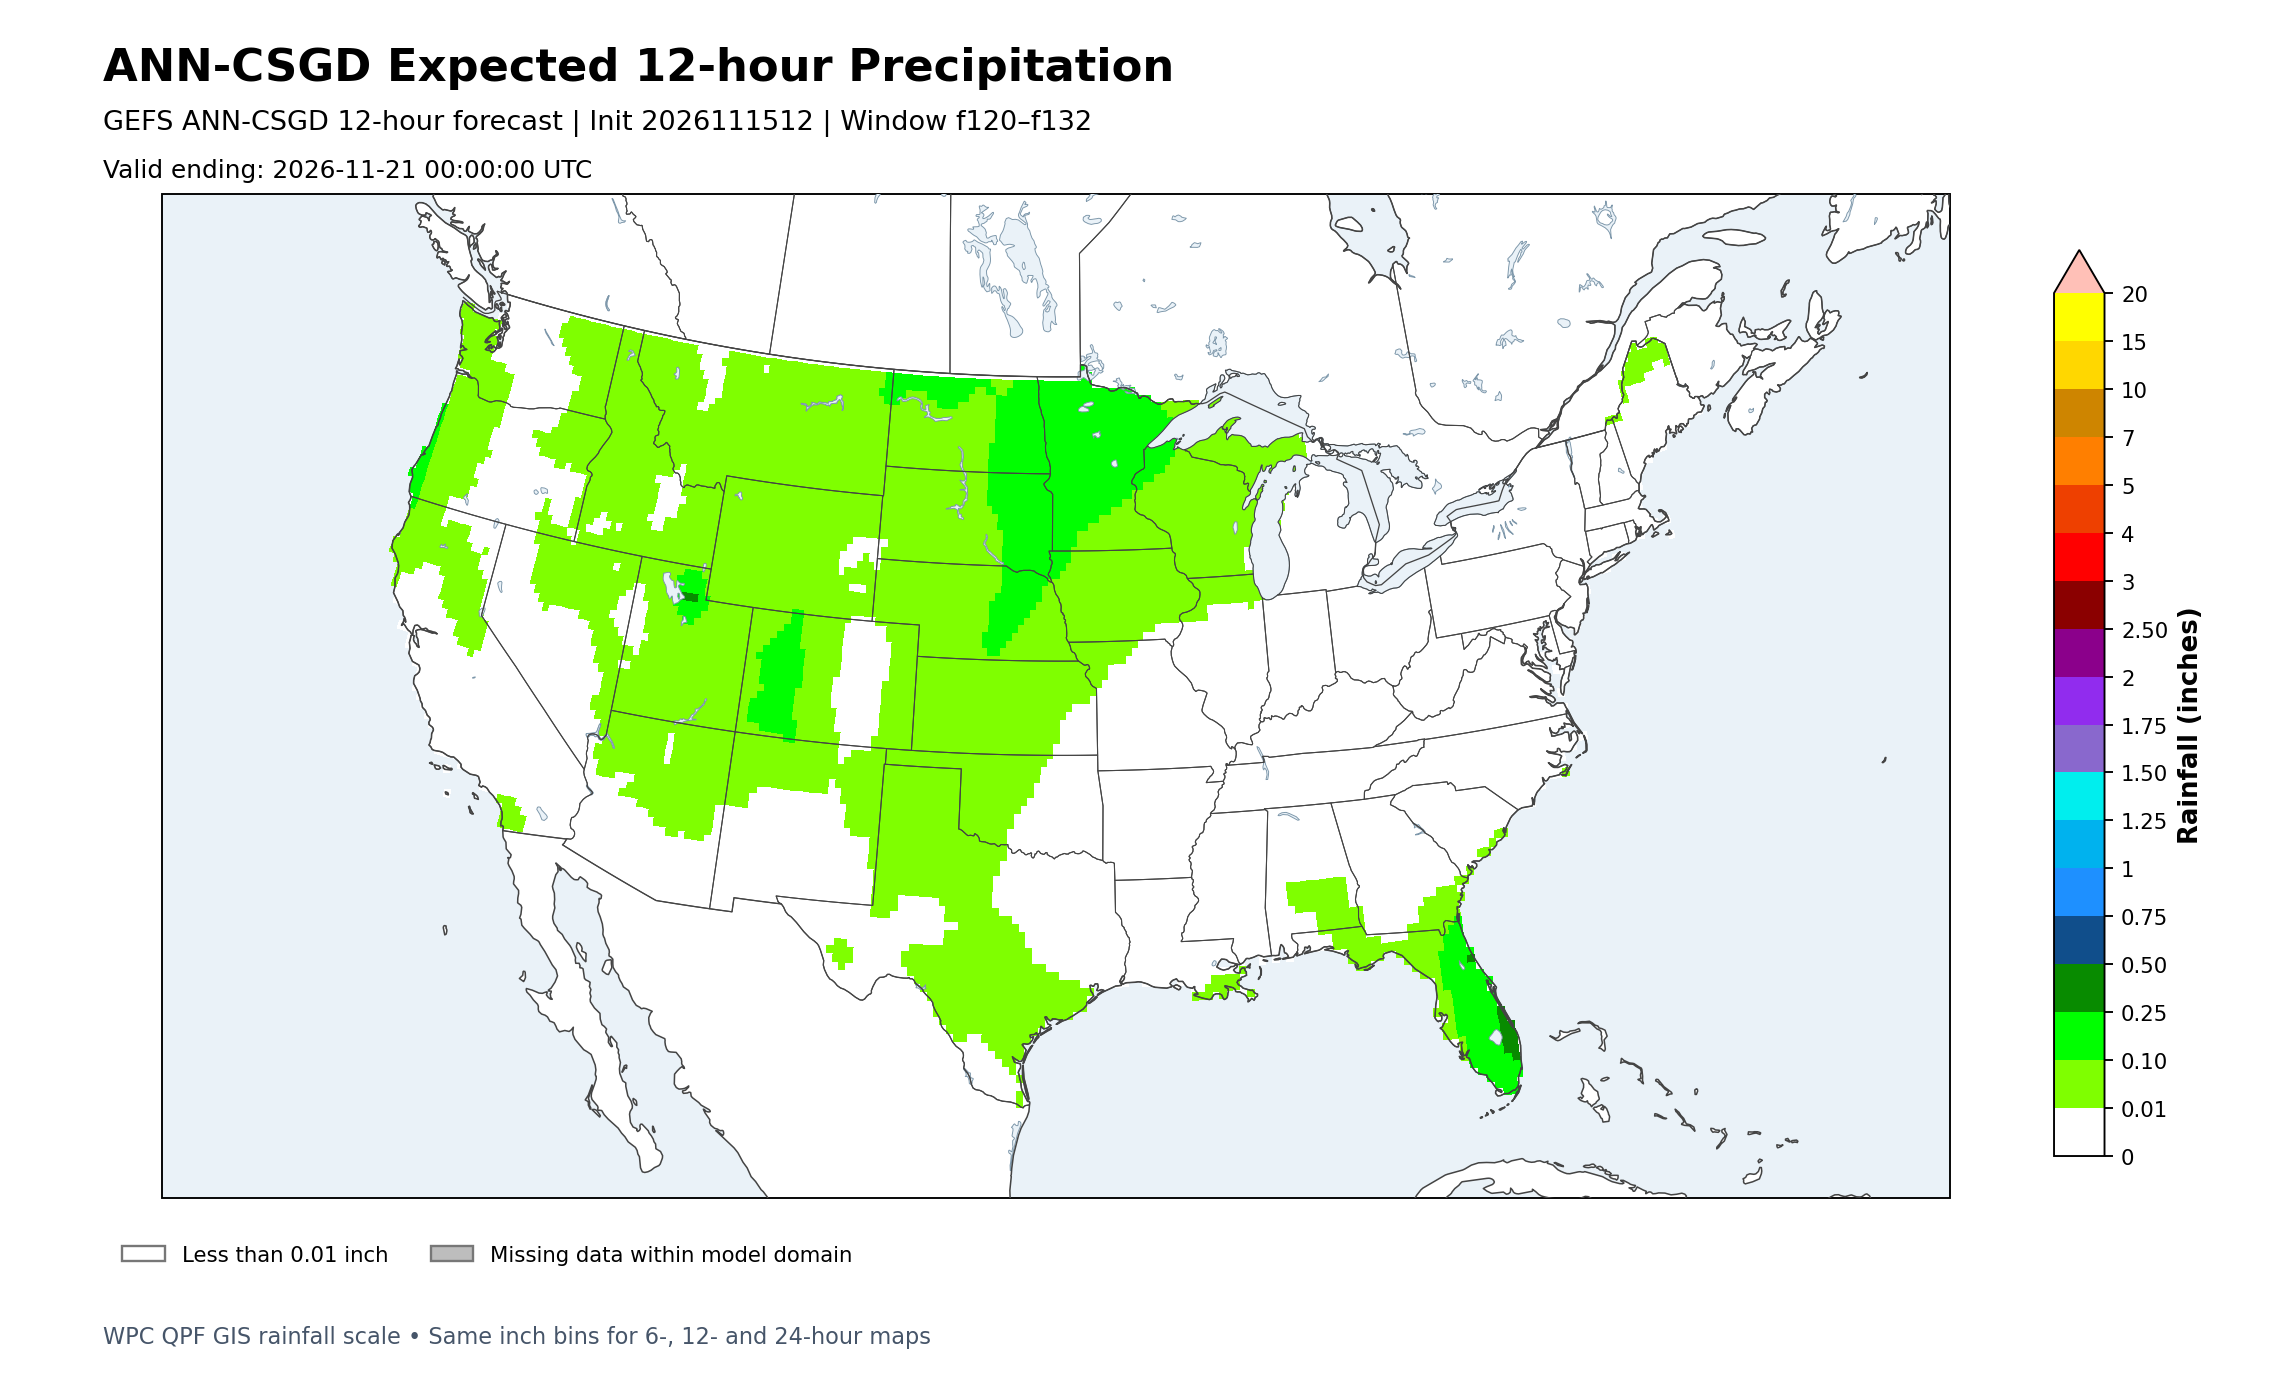 ANN-CSGD Expected 12-hour Precipitation
GEFS ANN-CSGD 12-hour forecast | Init 2026111512 | Window f120–f132
Valid ending: 2026-11-21 00:00:00 UTC
20
15
10
7
5
4
3
2.50
2
1.75
1.50
1.25
1
0.75
0.50
0.25
0.10
0.01
0
Rainfall (inches)
Less than 0.01 inch
Missing data within model domain
WPC QPF GIS rainfall scale • Same inch bins for 6-, 12- and 24-hour maps